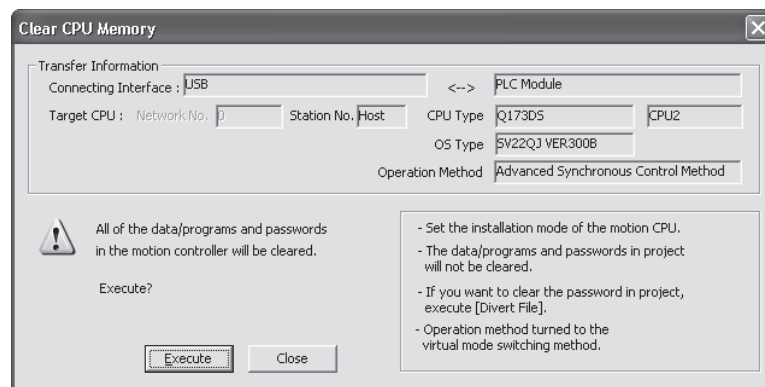 Clear CPU Memory
Transfer Information
Connecting Interface : USB <--> PLC Module
Target CPU : Network No. 0 Station No. Host CPU Type Q173DS CPU2
OS Type SV22QJ VER300B
Operation Method Advanced Synchronous Control Method
All of the data/programs and passwords
in the motion controller will be cleared.
Execute?
Execute Close
- Set the installation mode of the motion CPU.
- The data/programs and passwords in project
will not be cleared.
- If you want to clear the password in project,
execute [Divert File].
- Operation method turned to the
virtual mode switching method.